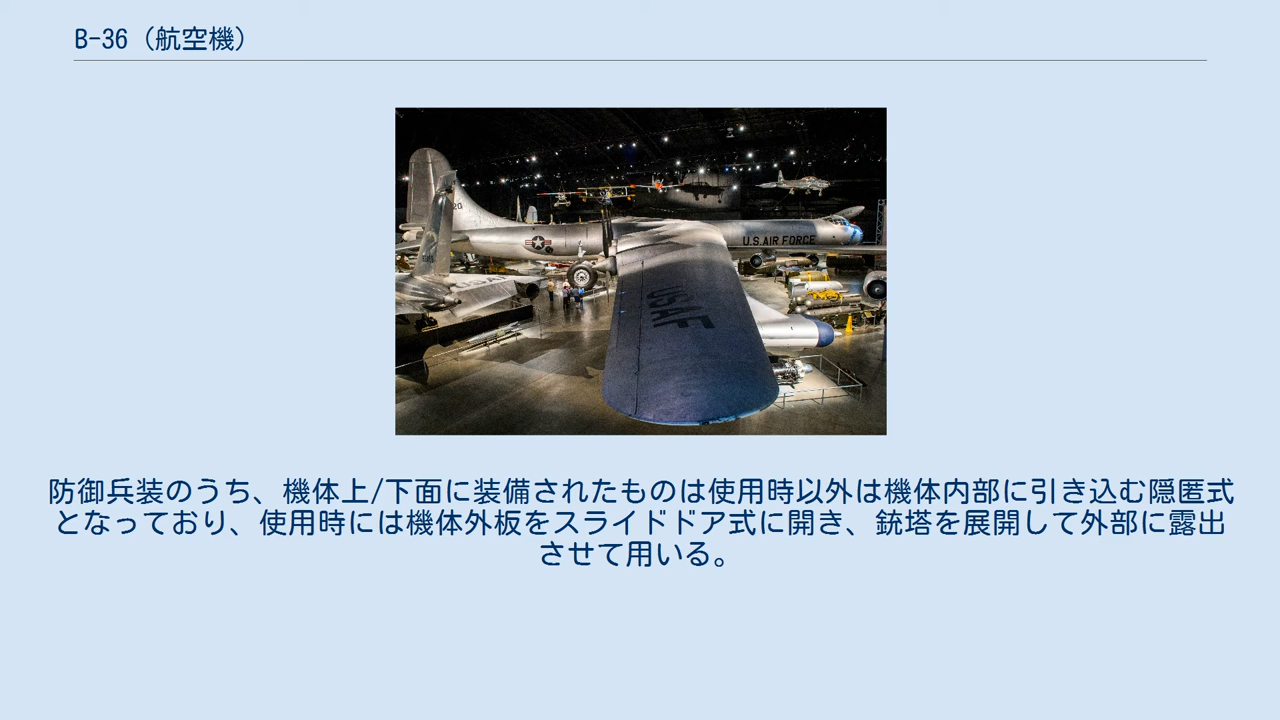 B-36（航空機）
U.S.AIR FORCE
USAF
防御兵装のうち、機体上/下面に装備されたものは使用時以外は機体内部に引き込む隠匿式
となっており、使用時には機体外板をスライドドア式に開き、銃塔を展開して外部に露出
させて用いる。